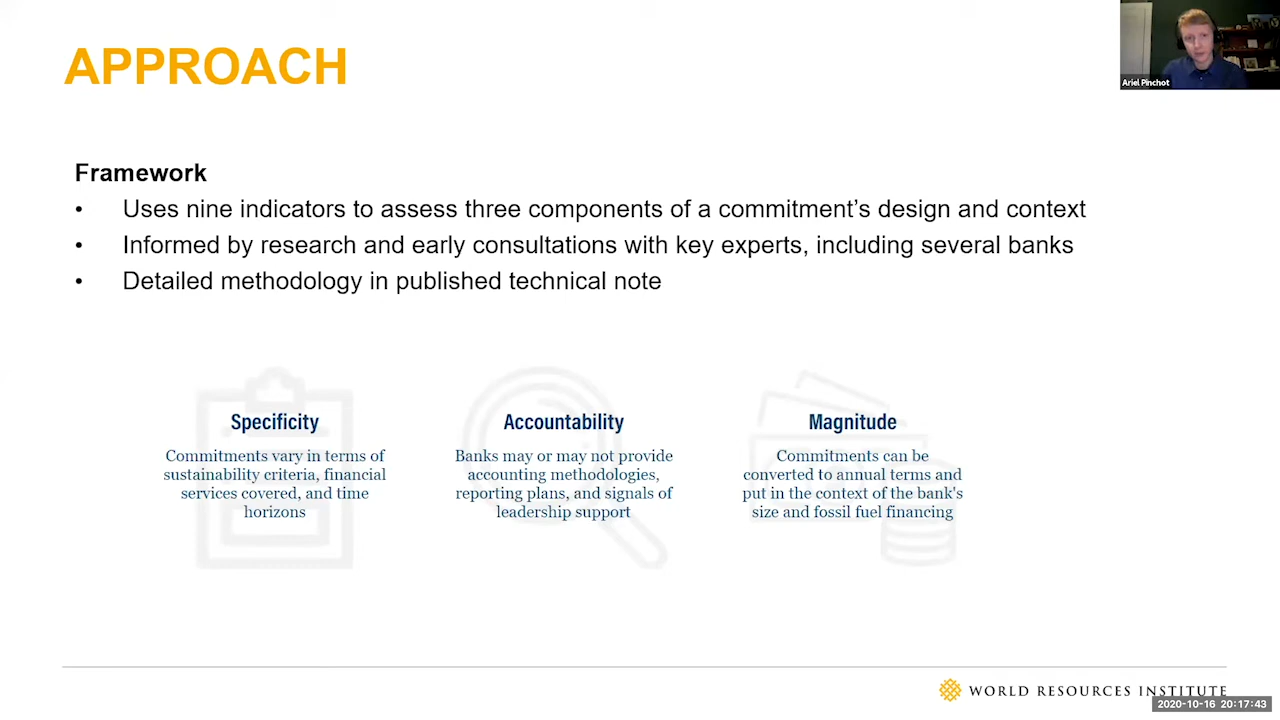 APPROACH
Ariel Pinchot
Framework
• Uses nine indicators to assess three components of a commitment’s design and context
• Informed by research and early consultations with key experts, including several banks
• Detailed methodology in published technical note
Specificity
Commitments vary in terms of
sustainability criteria, financial
services covered, and time
horizons
Accountability
Banks may or may not provide
accounting methodologies,
reporting plans, and signals of
leadership support
Magnitude
Commitments can be
converted to annual terms and
put in the context of the bank's
size and fossil fuel financing
WORLD RESOURCES INSTITUTE
2020-10-16 20:17:43